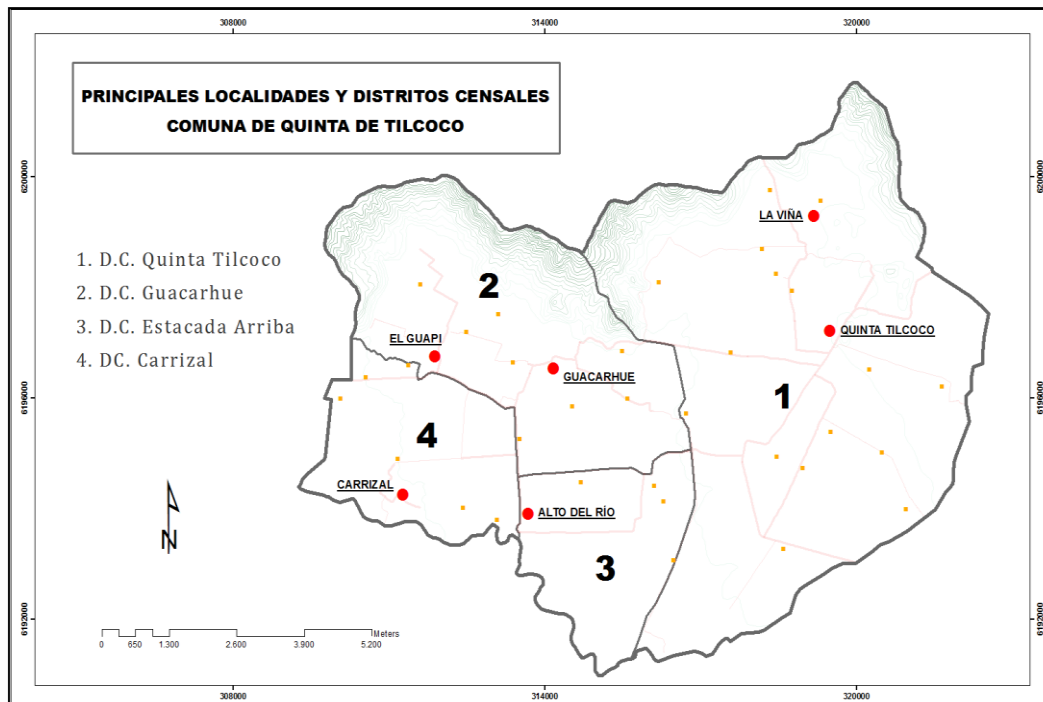 308000
314000
320000
PRINCIPALES LOCALIDADES Y DISTRITOS CENSALES
COMUNA DE QUINTA DE TILCOCO
6200000
6200000
LA VIÑA
1. D.C. Quinta Tilcoco
2. D.C. Guacarhue
3. D.C. Estacada Arriba
4. DC. Carrizal
2
EL GUAPI
QUINTA TILCOCO
GUACARHUE
6196000
6196000
1
4
CARRIZAL
ALTO DEL RÍO
N
3
6192000
6192000
Meters
0 650 1.300 2.600 3.900 5.200
308000
314000
320000